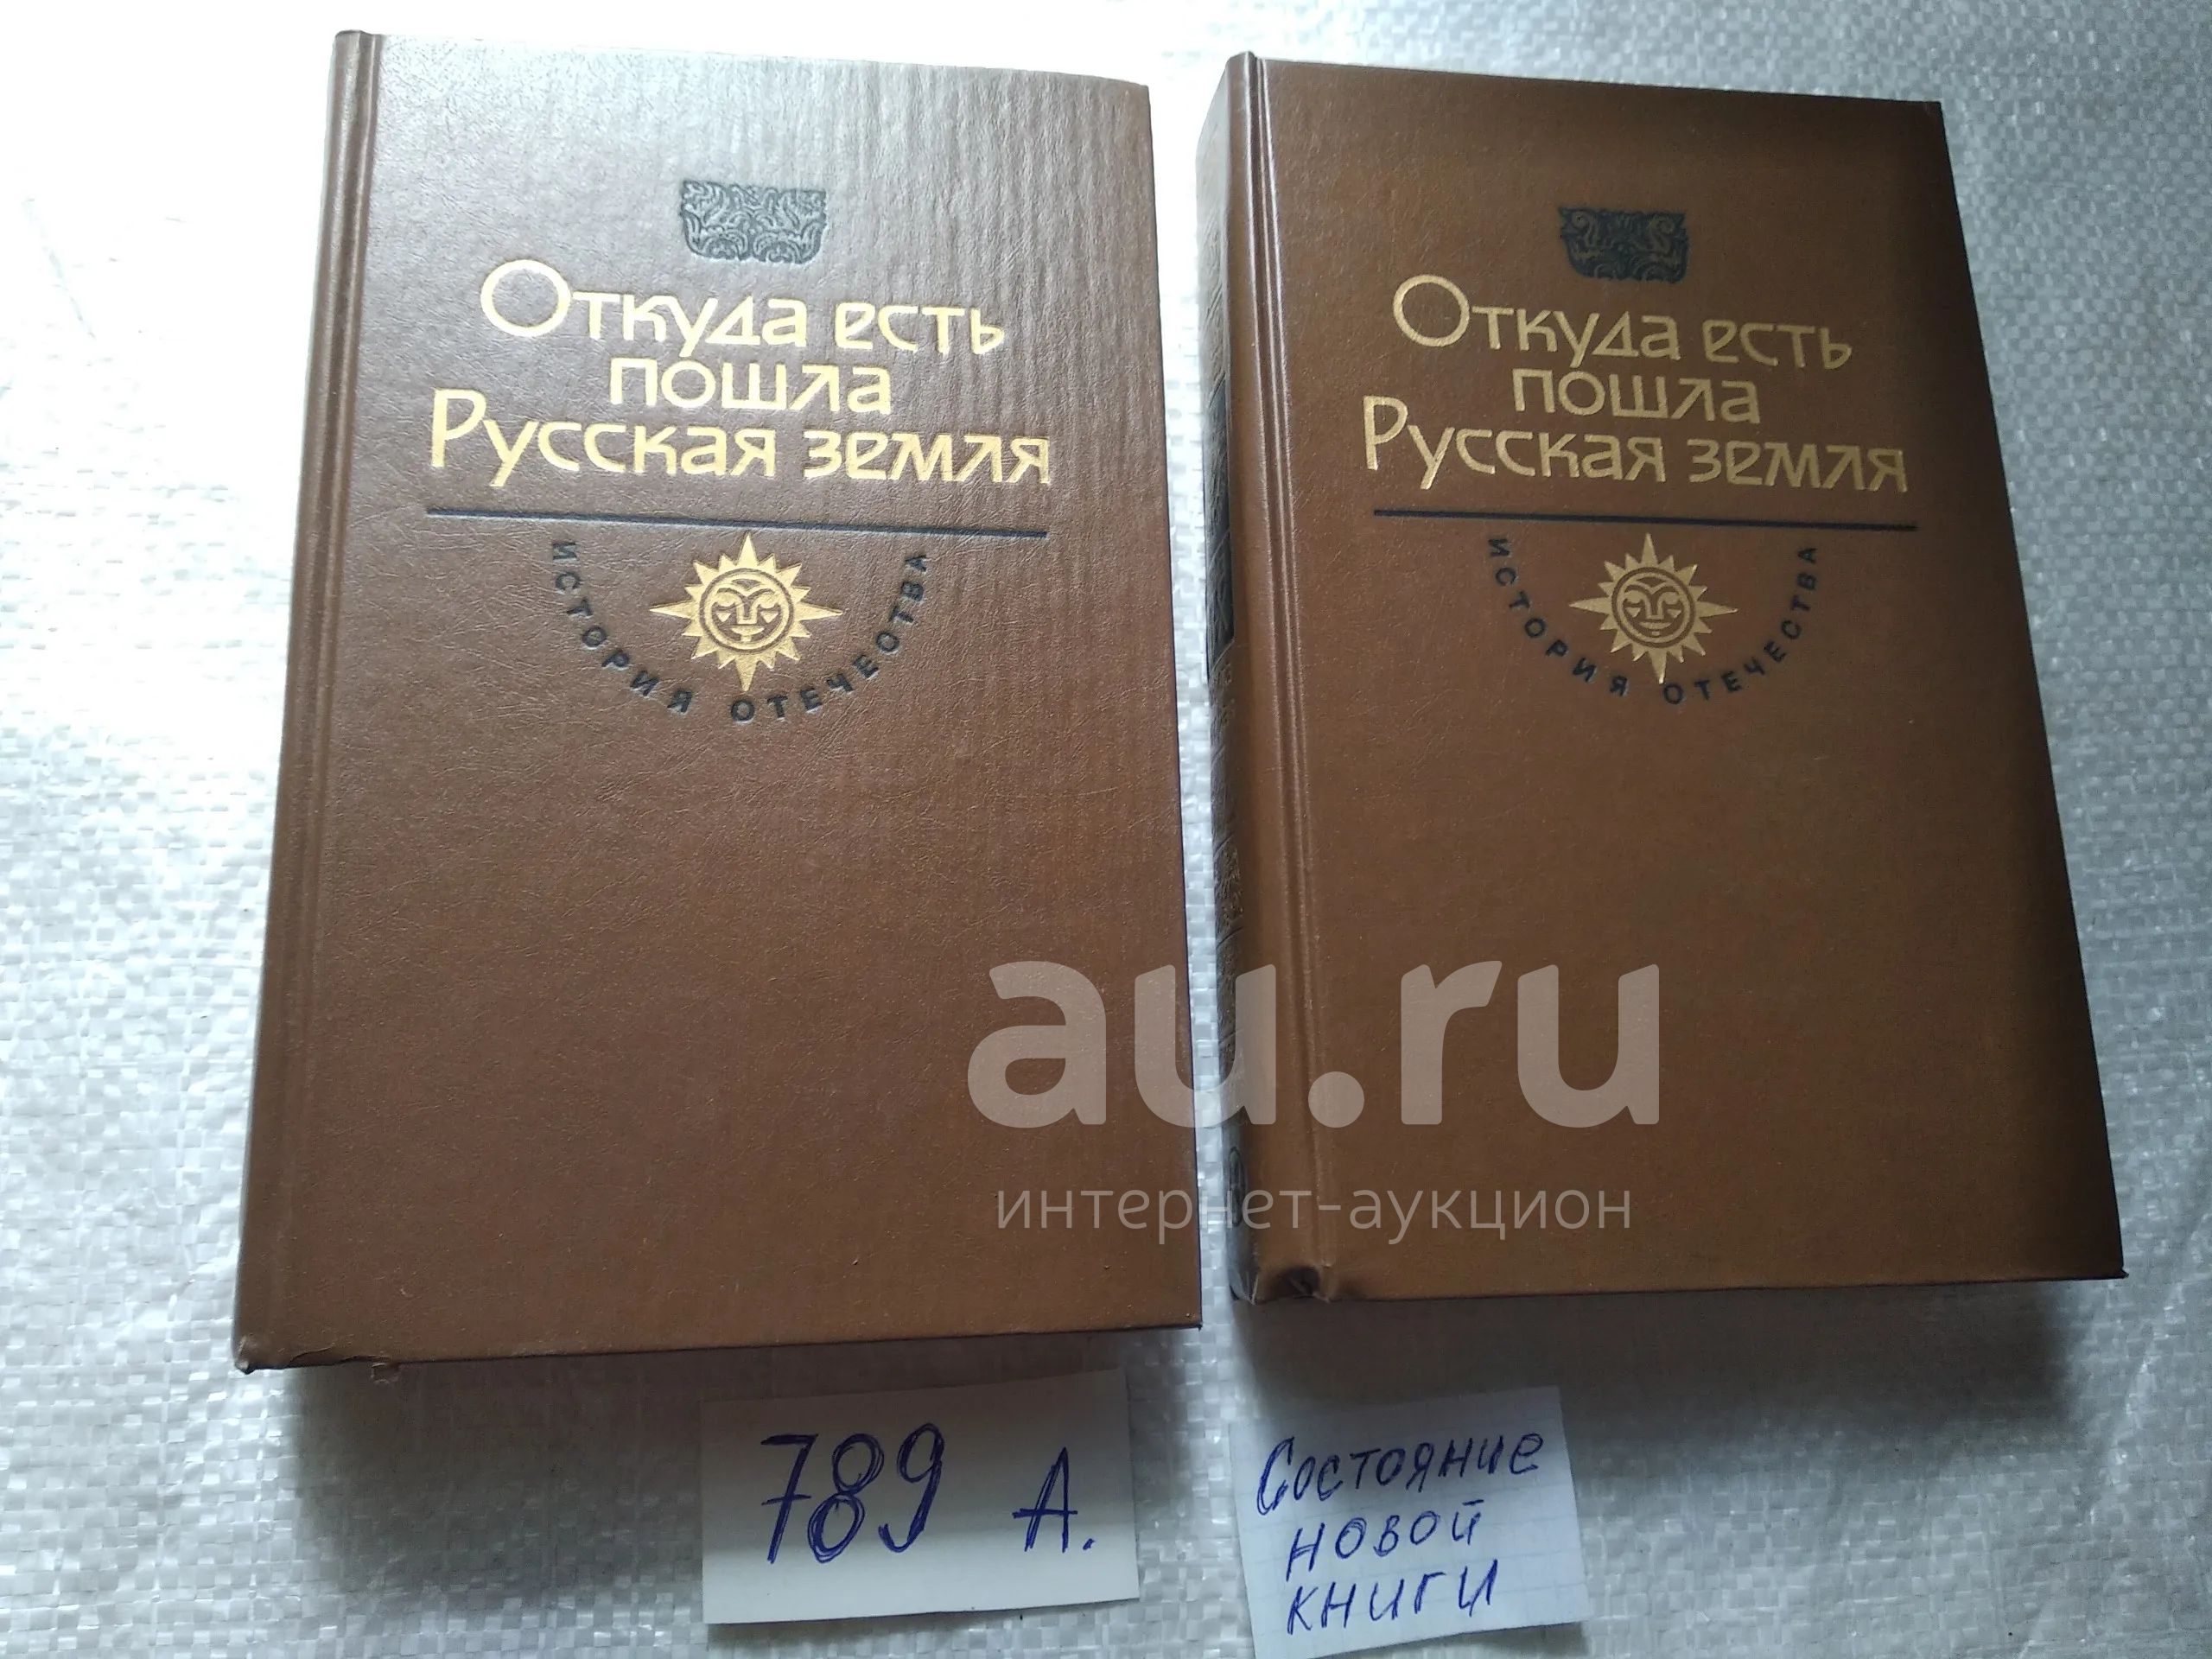 Откуда есть
пошла
Русская земля
ИСТОРИЯ ОТЕЧЕСТВА
Откуда есть
пошла
Русская земля
ИСТОРИЯ ОТЕЧЕСТВА
au.ru
интернет-аукцион
789 А.
Состояние
новой
книги